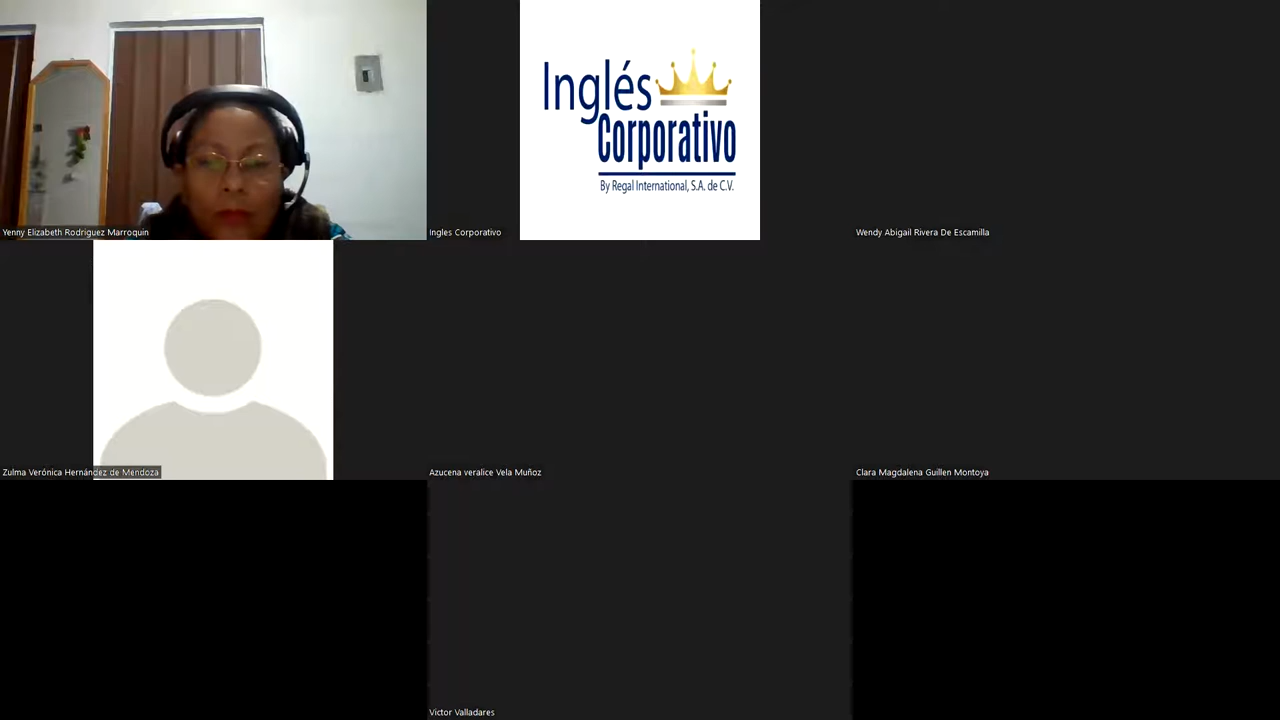 Inglés
Corporativo
By Regal International, S.A. de C.V.
Yenny Elizabeth Rodriguez Marroquin
Ingles Corporativo
Wendy Abigail Rivera De Escamilla
Zulma Verónica Hernández de Mendoza
Azucena veralice Vela Muñoz
Clara Magdalena Guillen Montoya
Victor Valladares